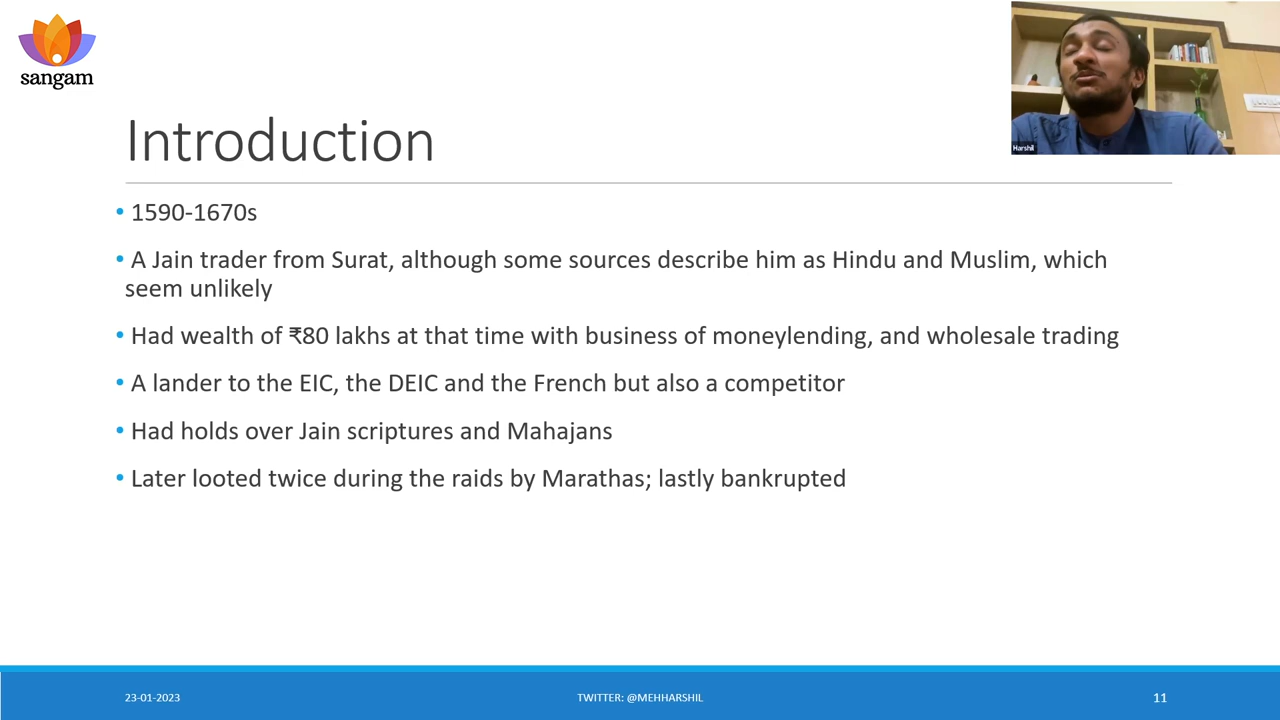 sangam
Harshil
Introduction
• 1590-1670s
• A Jain trader from Surat, although some sources describe him as Hindu and Muslim, which
seem unlikely
• Had wealth of ₹80 lakhs at that time with business of moneylending, and wholesale trading
• A lander to the EIC, the DEIC and the French but also a competitor
• Had holds over Jain scriptures and Mahajans
• Later looted twice during the raids by Marathas; lastly bankrupted
23-01-2023
TWITTER: @MEHHARSHIL
11